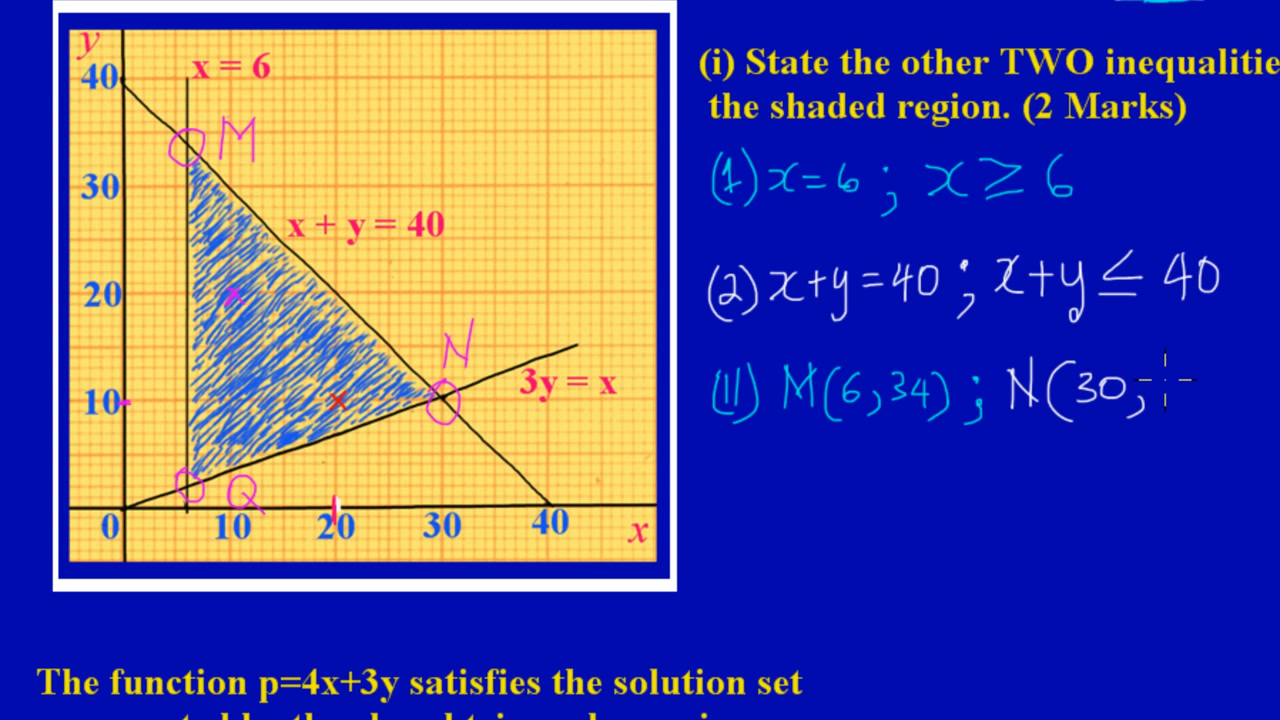 y
40
x = 6
M
30
x + y = 40
20
N
10
3y = x
Q
0
10
20
30
40
x
(i) State the other TWO inequalitie
the shaded region. (2 Marks)
(1) x = 6 ; x ≥ 6
(2) x+y = 40 ; x+y ≤ 40
(II) M(6,34) ; N(30,
The function p=4x+3y satisfies the solution set